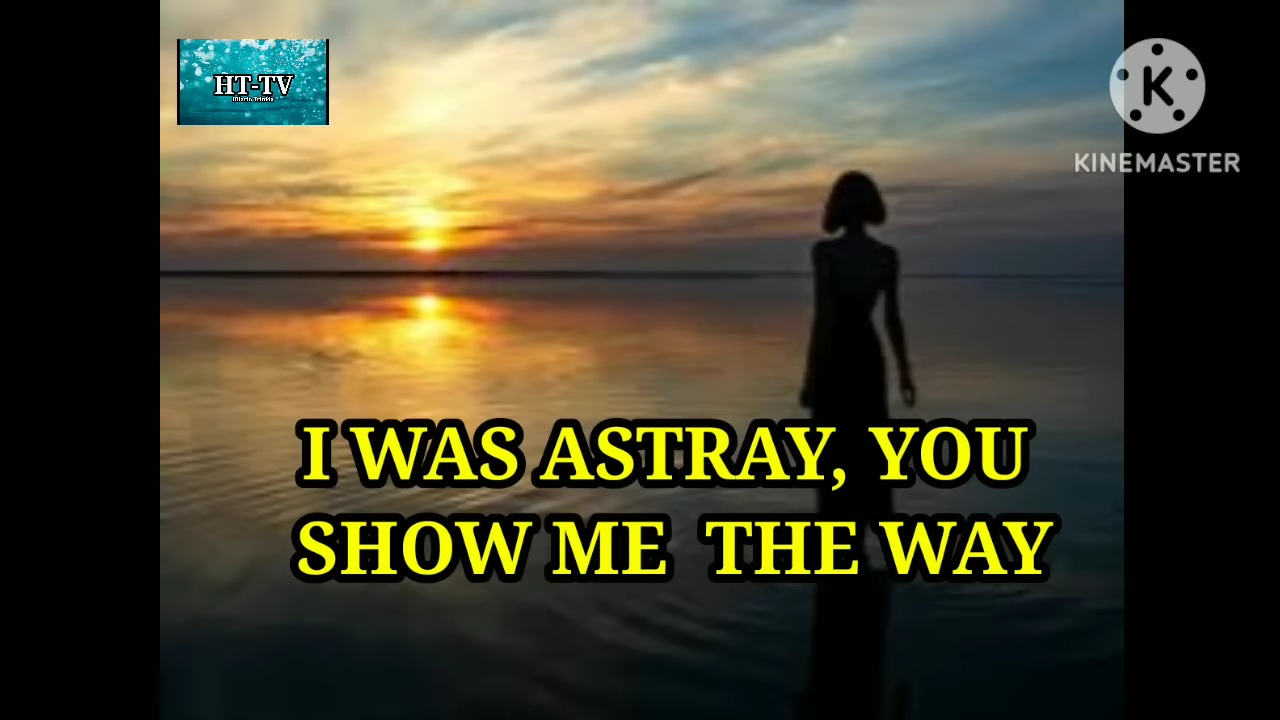 HT-TV
K
KINEMASTER
I WAS ASTRAY, YOU
SHOW ME THE WAY